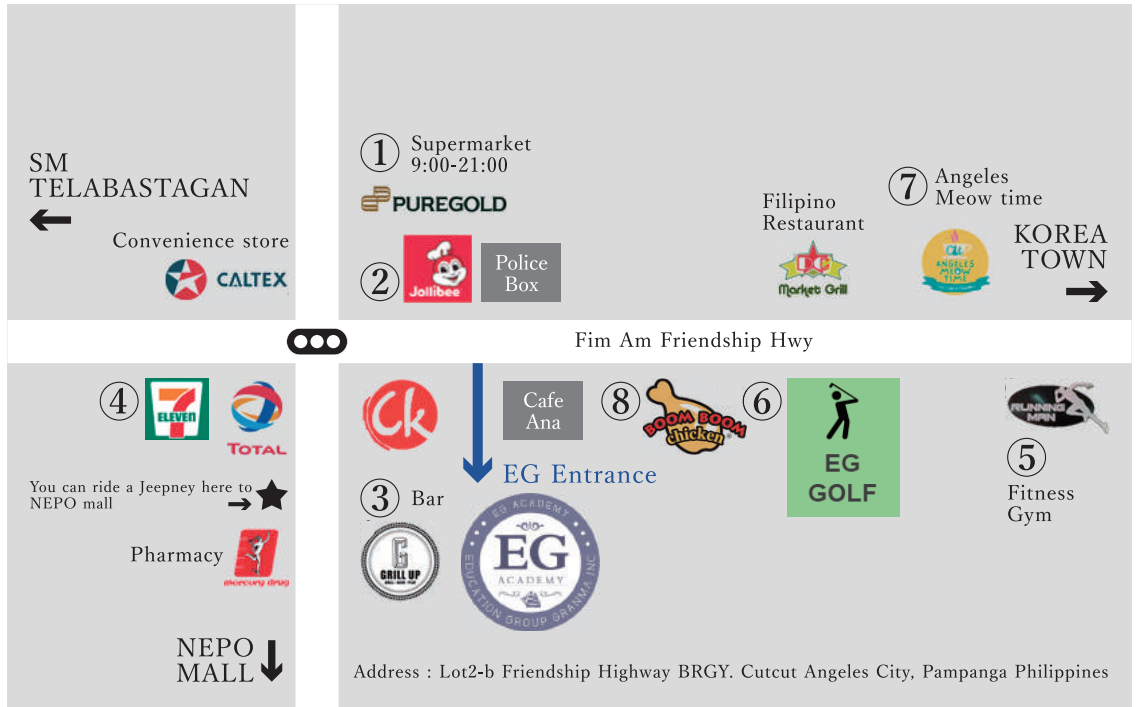 SM
TELABASTAGAN
Convenience store
CALTEX
① Supermarket
9:00-21:00
PUREGOLD
②
Jollibee
Police
Box
Filipino
Restaurant
DG
Market Grill
⑦ Angeles
Meow time
ANGELES
MEOW
TIME
KOREA
TOWN
Fim Am Friendship Hwy
④
7
ELEVEN
TOTAL
You can ride a Jeepney here to
NEPO mall
Pharmacy
mercury drug
NEPO
MALL
Ck
Cafe
Ana
EG Entrance
③ Bar
G
GRILL UP
EG ACADEMY
EG
ACADEMY
EDUCATION GROUP GRANMA INC
⑧
BOOM BOOM
chicken
⑥
EG
GOLF
RUNNING
MAN
⑤
Fitness
Gym
Address : Lot2-b Friendship Highway BRGY. Cutcut Angeles City, Pampanga Philippines